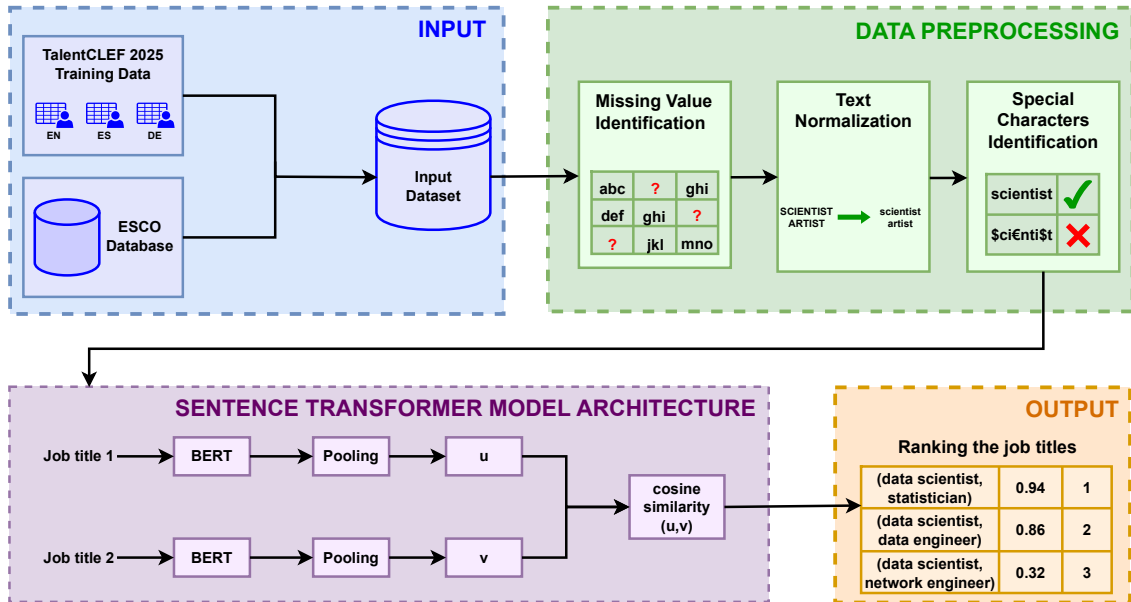 INPUT
TalentCLEF 2025
Training Data
EN ES DE
ESCO
Database
Input
Dataset
DATA PREPROCESSING
Missing Value
Identification
abc ? ghi
def ghi ?
? jkl mno
Text
Normalization
SCIENTIST
ARTIST
scientist
artist
Special
Characters
Identification
scientist
$ci€nti$t
SENTENCE TRANSFORMER MODEL ARCHITECTURE
Job title 1 BERT Pooling u
Job title 2 BERT Pooling v
cosine
similarity
(u,v)
OUTPUT
Ranking the job titles
(data scientist,
statistician) 0.94 1
(data scientist,
data engineer) 0.86 2
(data scientist,
network engineer) 0.32 3